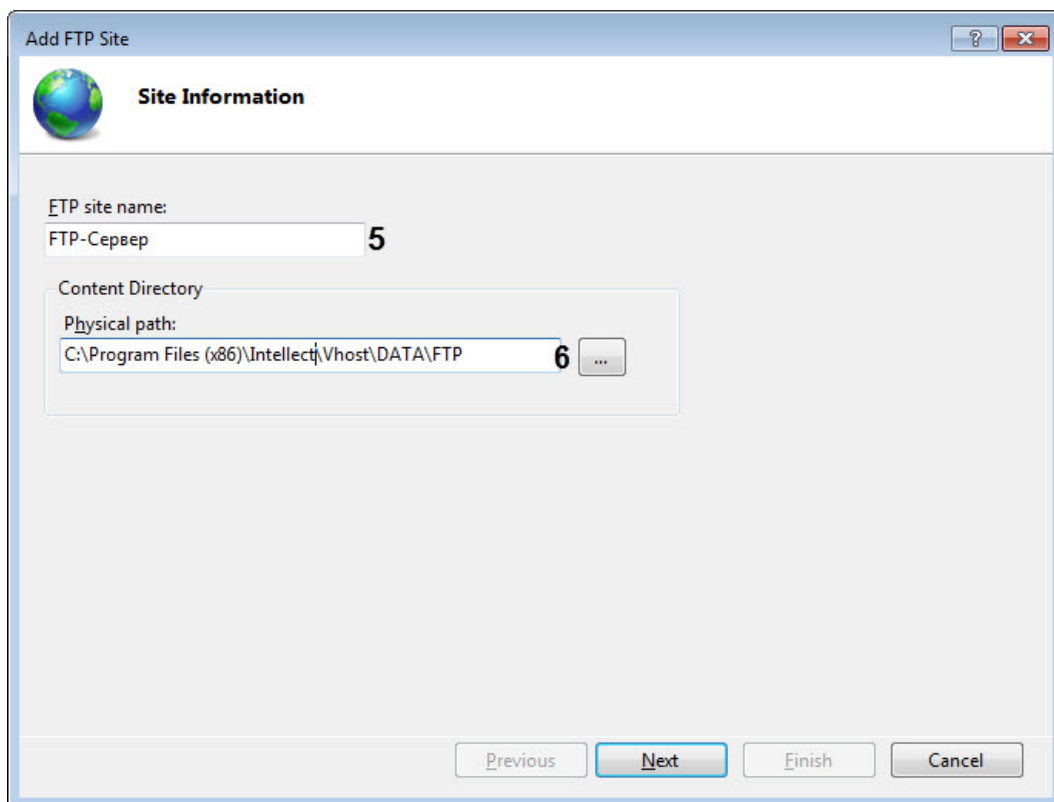 Add FTP Site
Site Information
FTP site name:
FTP-Сервер 5
Content Directory
Physical path:
C:\Program Files (x86)\Intellect\Vhost\DATA\FTP 6 ...
Previous Next Finish Cancel